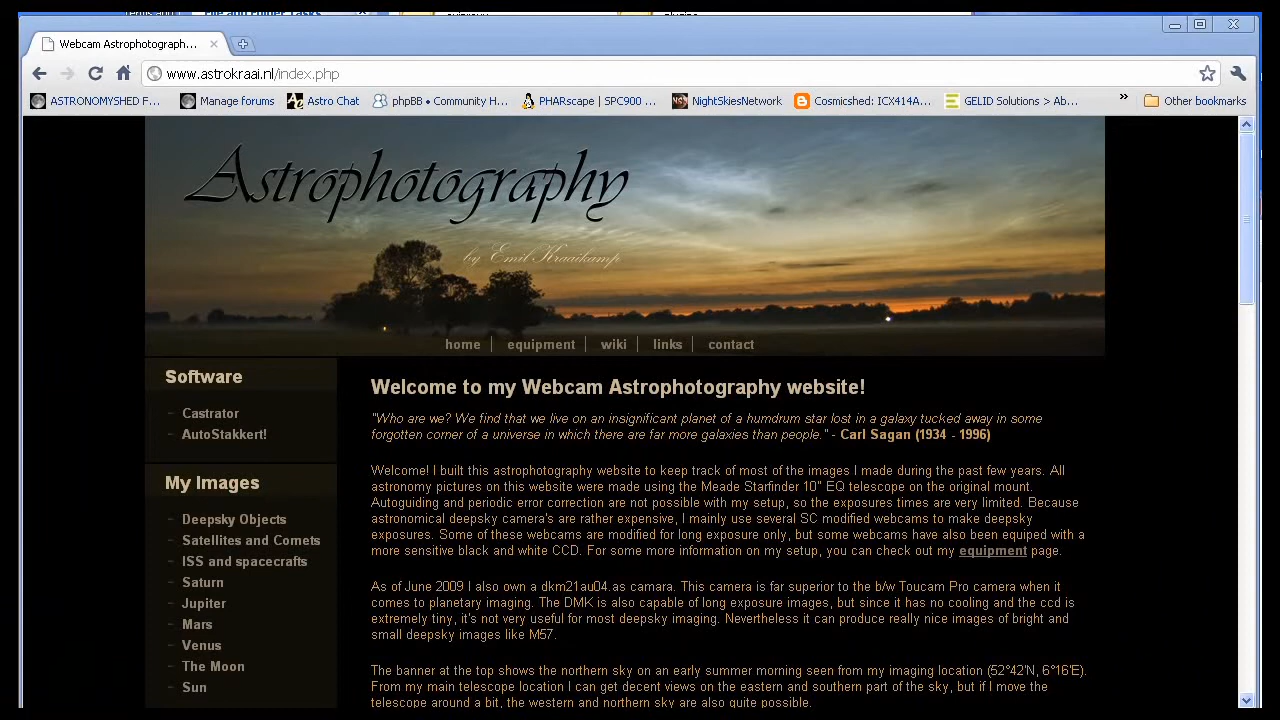 Webcam Astrophotograph...
www.astrokraai.nl/index.php
ASTRONOMYSHED F...
Manage forums
Astro Chat
phpBB • Community H...
PHARscape | SPC900 ...
NightSkiesNetwork
Cosmicshed: IC0414A...
GELID Solutions > Ab...
»
Other bookmarks
Astrophotography
by Emil Kraaikamp
home | equipment | wiki | links | contact
Software
Castrator
AutoStakkert!
My Images
Deepsky Objects
Satellites and Comets
ISS and spacecrafts
Saturn
Jupiter
Mars
Venus
The Moon
Sun
Welcome to my Webcam Astrophotography website!
"Who are we? We find that we live on an insignificant planet of a humdrum star lost in a galaxy tucked away in some
forgotten corner of a universe in which there are far more galaxies than people." - Carl Sagan (1934 - 1996)
Welcome! I built this astrophotography website to keep track of most of the images I made during the past few years. All
astronomy pictures on this website were made using the Meade Starfinder 10" EQ telescope on the original mount.
Autoguiding and periodic error correction are not possible with my setup, so the exposures times are very limited. Because
astronomical deepsky camera's are rather expensive, I mainly use several SC modified webcams to make deepsky
exposures. Some of these webcams are modified for long exposure only, but some webcams have also been equiped with a
more sensitive black and white CCD. For some more information on my setup, you can check out my equipment page.
As of June 2009 I also own a dkm21au04.as camara. This camera is far superior to the b/w Toucam Pro camera when it
comes to planetary imaging. The DMK is also capable of long exposure images, but since it has no cooling and the ccd is
extremely tiny, it's not very useful for most deepsky imaging. Nevertheless it can produce really nice images of bright and
small deepsky images like M57.
The banner at the top shows the northern sky on an early summer morning seen from my imaging location (52°42'N, 6°16'E).
From my main telescope location I can get decent views on the eastern and southern part of the sky, but if I move the
telescope around a bit, the western and northern sky are also quite possible.